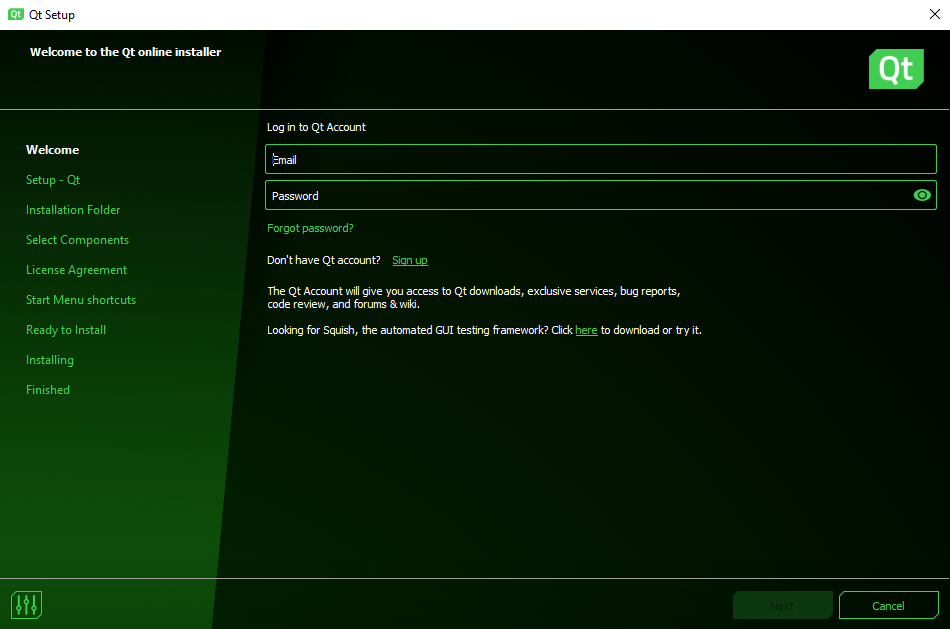 Qt Qt Setup
Welcome to the Qt online installer
Qt
Welcome
Setup - Qt
Installation Folder
Select Components
License Agreement
Start Menu shortcuts
Ready to Install
Installing
Finished
Log in to Qt Account
Email
Password
Forgot password?
Don't have Qt account? Sign up
The Qt Account will give you access to Qt downloads, exclusive services, bug reports,
code review, and forums & wiki.
Looking for Squish, the automated GUI testing framework? Click here to download or try it.
Next Cancel